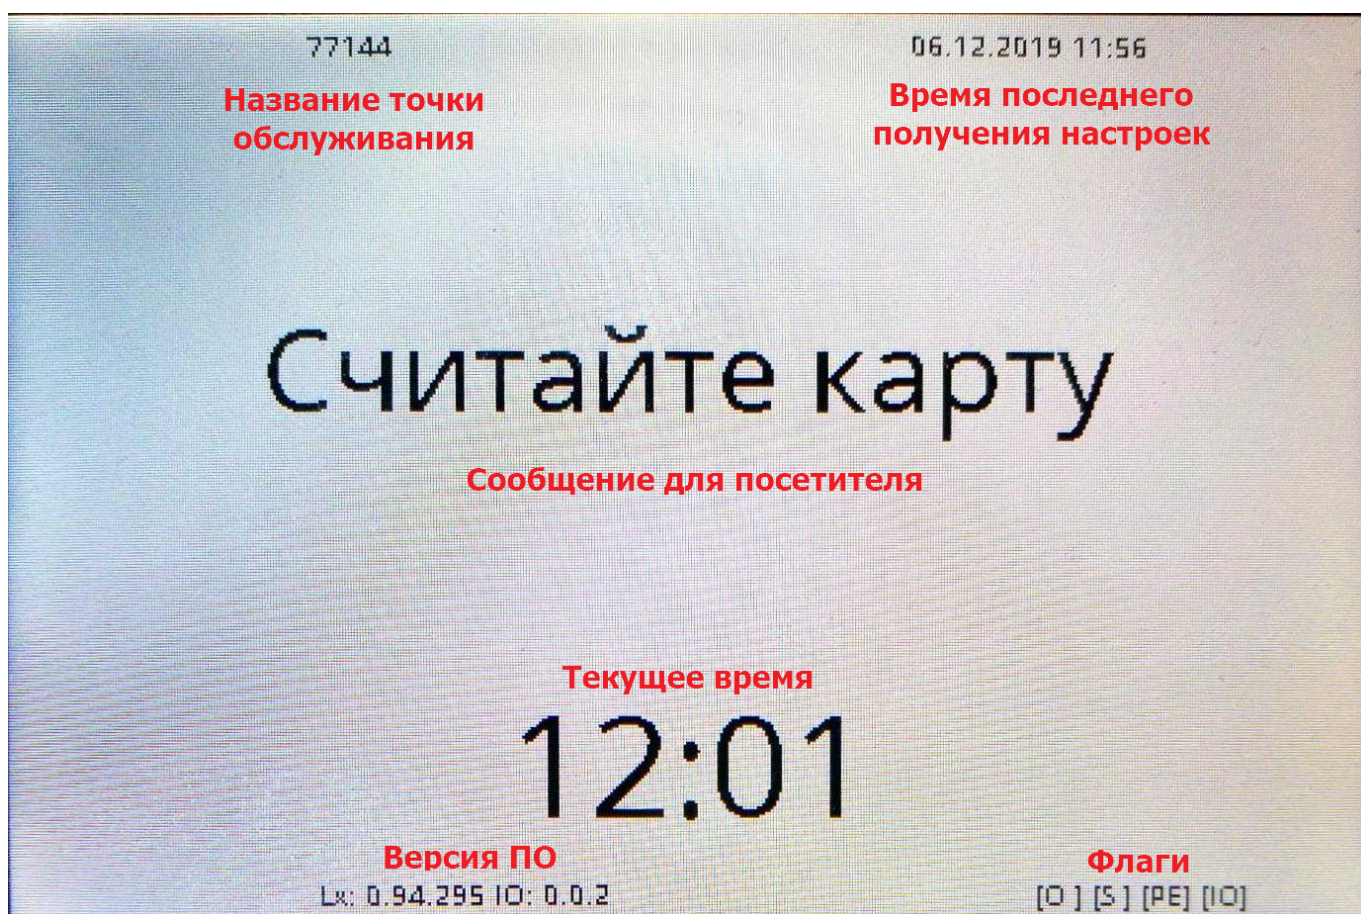 77144
06.12.2019 11:56
Название точки
обслуживания
Время последнего
получения настроек
Считайте карту
Сообщение для посетителя
Текущее время
12:01
Версия ПО
Флаги
Lx: 0.94.295 IO: 0.0.2
[O ] [S ] [PE] [IO]